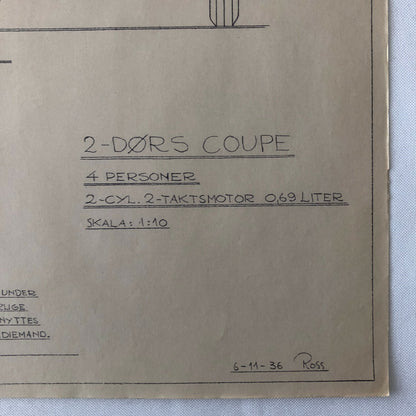 2-DØRS COUPE
4 PERSONER
2-CYL. 2-TAKTSMOTOR 0,69 LITER
SKALA: 1:10
UNDER
NYTTES
DIEMAND.
6-11-36 Ross